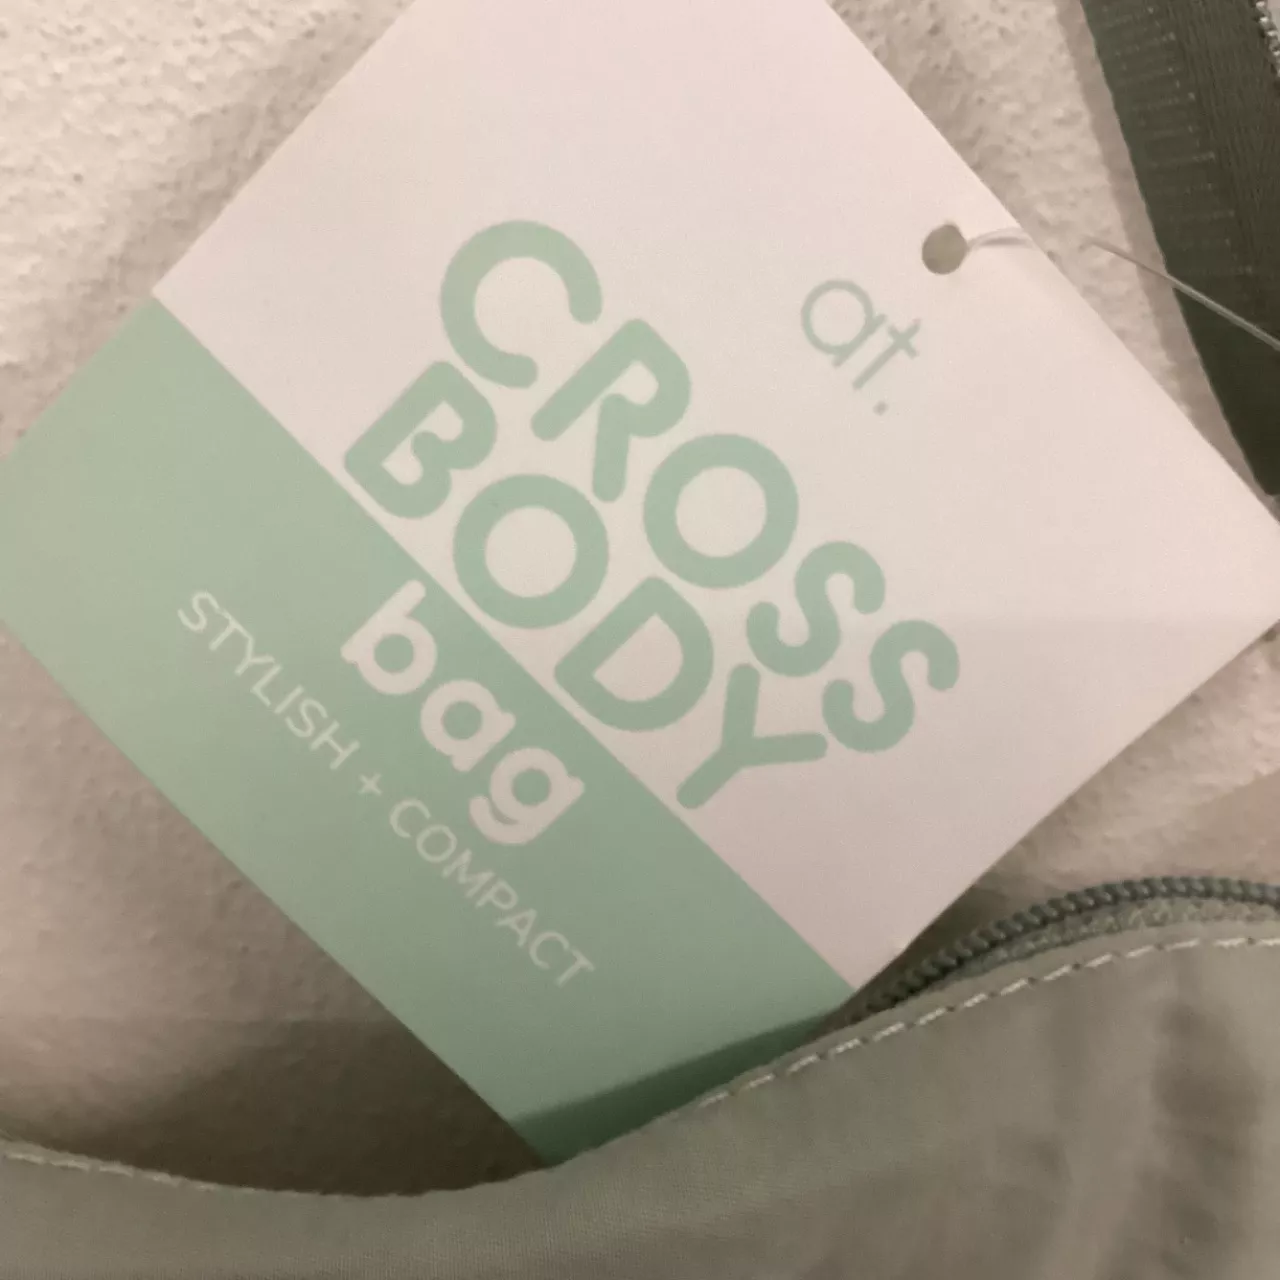 at.
CROSS
BODY
bag
STYLISH + COMPACT